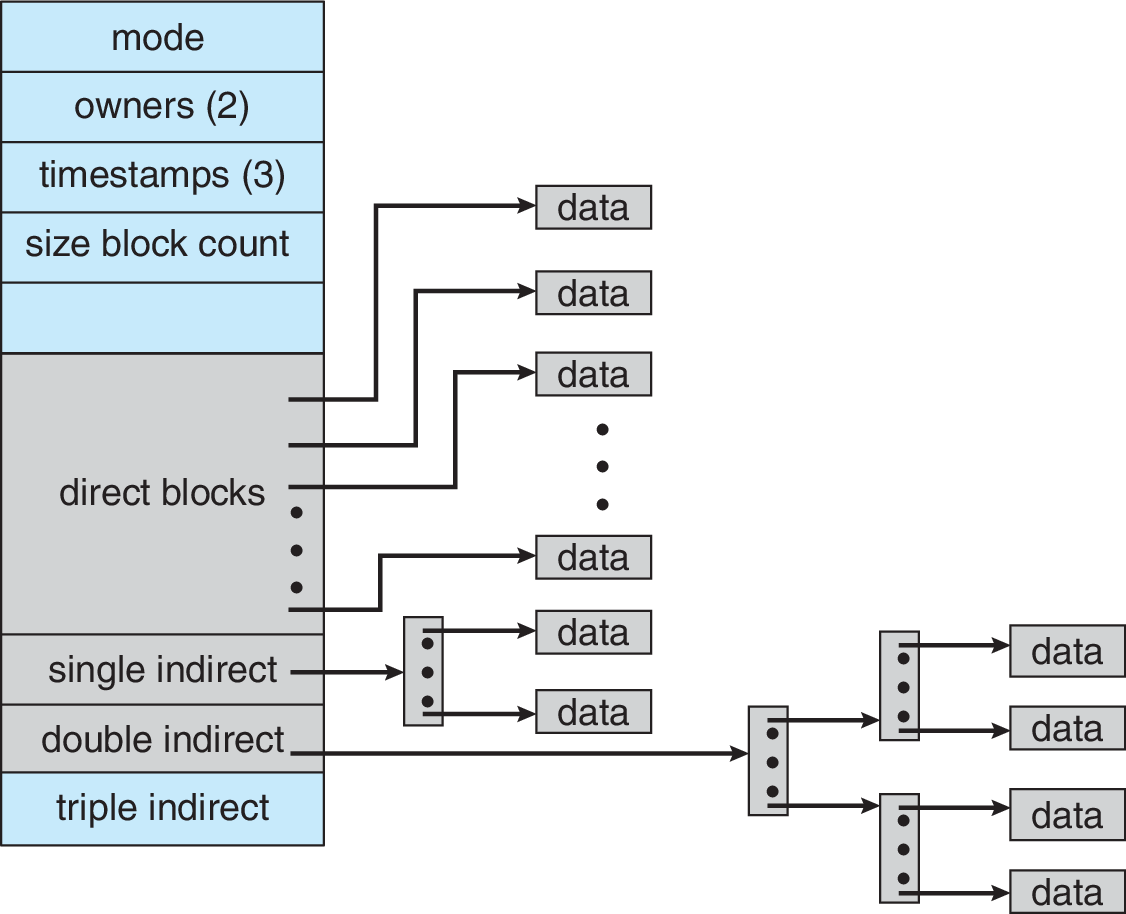 mode
owners (2)
timestamps (3)
size block count
direct blocks
single indirect
double indirect
triple indirect
data
data
data
data
data
data
data
data
data
data